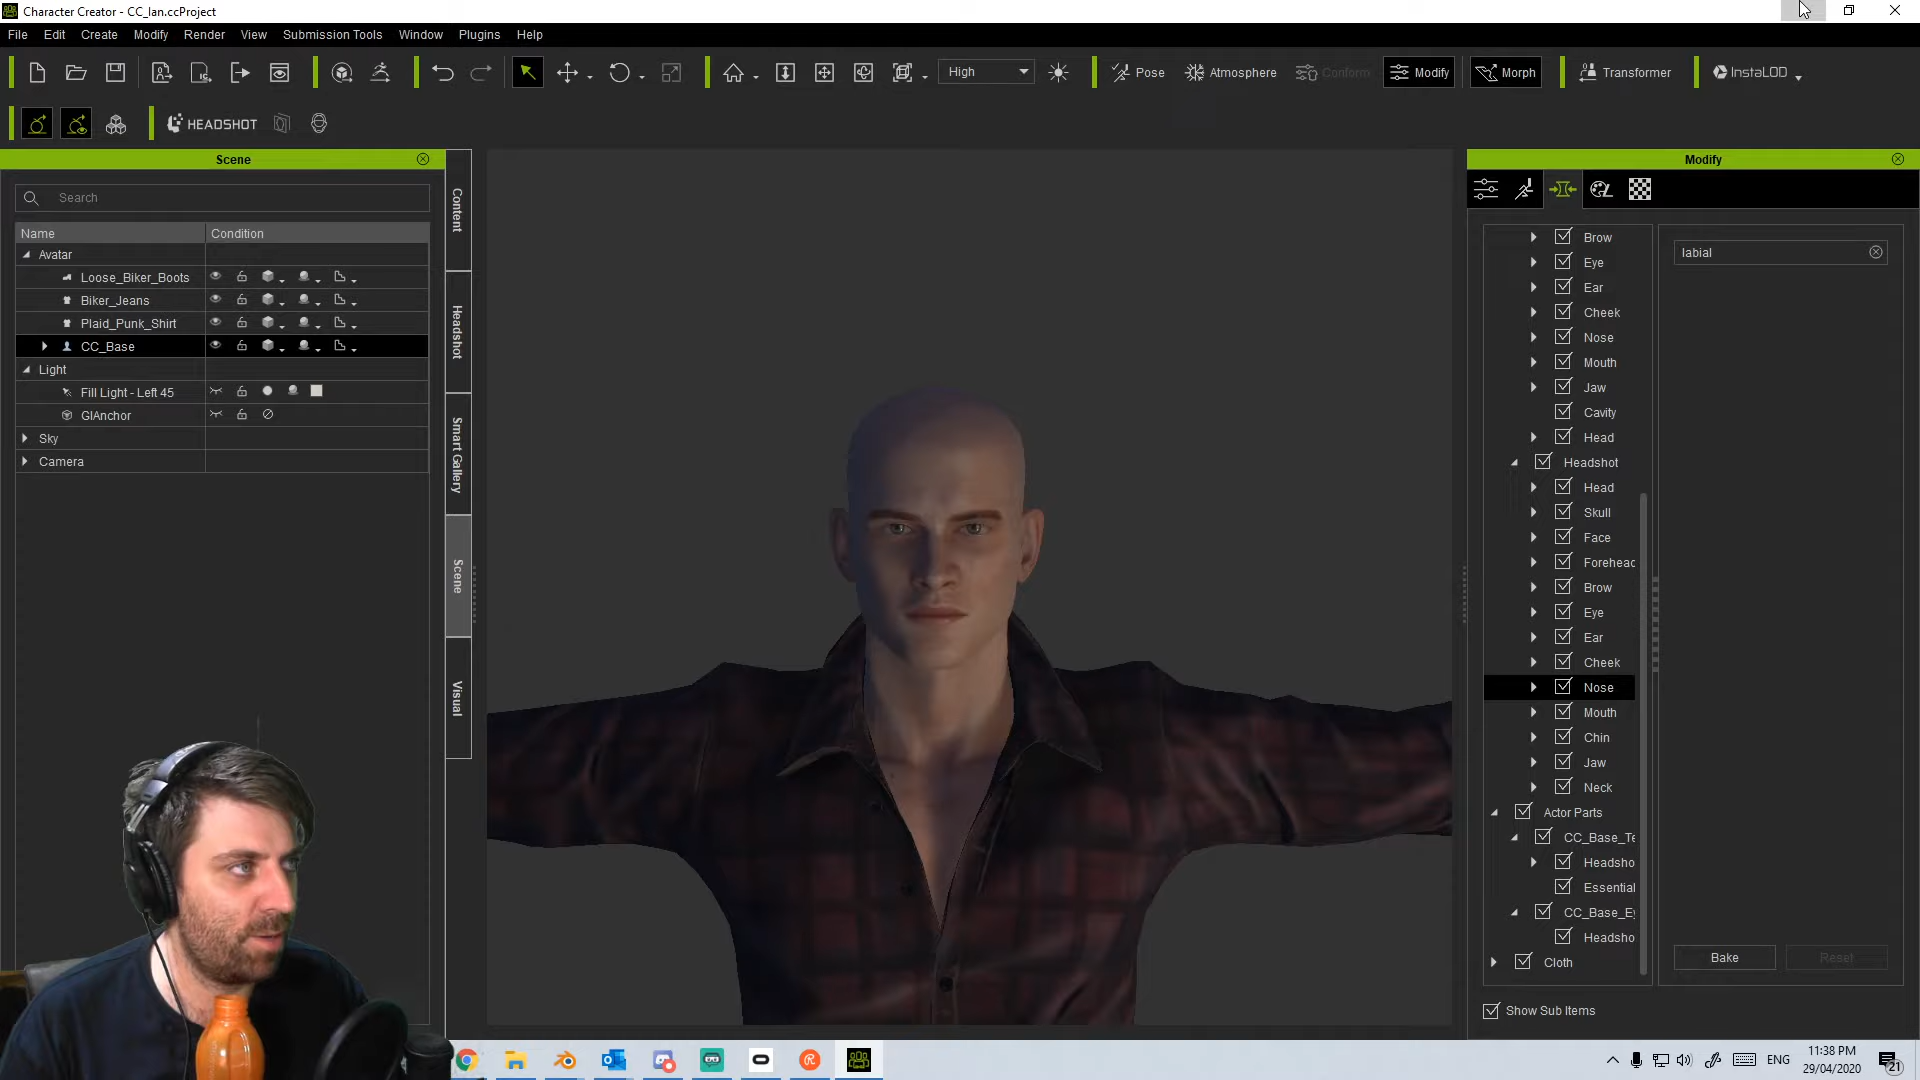 Character Creator - CC_Ian.ccProject
File Edit Create Modify Render View Submission Tools Window Plugins Help
High Pose Atmosphere Conform Modify Morph Transformer InstaLOD
HEADSHOT
Scene
Search
Name Condition
Avatar
Loose_Biker_Boots
Biker_Jeans
Plaid_Punk_Shirt
CC_Base
Light
Fill Light - Left 45
GIAnchor
Sky
Camera
Content
Headshot
Smart Gallery
Scene
Visual
Modify
Brow
Eye
Ear
Cheek
Nose
Mouth
Jaw
Cavity
Head
Headshot
Head
Skull
Face
Forehead
Brow
Eye
Ear
Cheek
Nose
Mouth
Chin
Jaw
Neck
Actor Parts
CC_Base_Te
Headsho
Essential
CC_Base_Ey
Headsho
Cloth
labial
Bake Reset
Show Sub Items
ENG
11:38 PM
29/04/2020
21